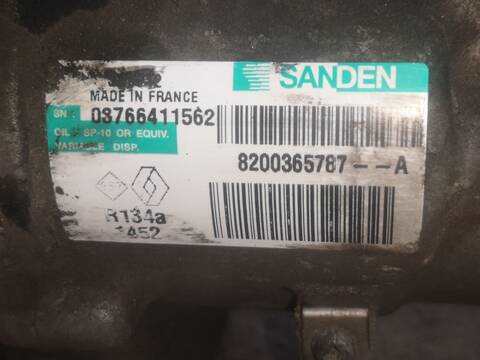 SANDEN
MADE IN FRANCE
SN: 03766411562
OIL: SP-10 OR EQUIV.
VARIABLE DISP.
8200365787--A
R134a
1452